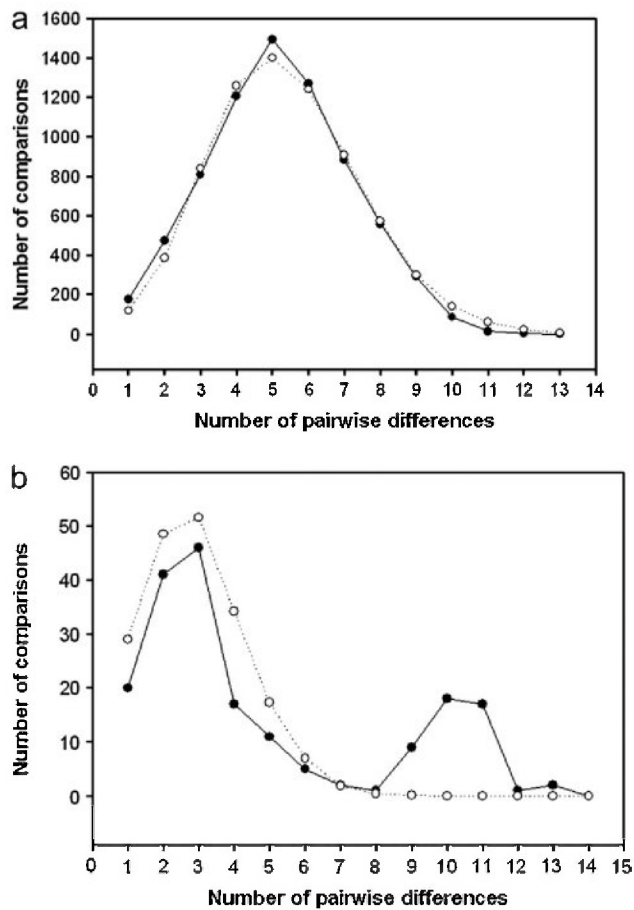 a
Number of comparisons
1600
1400
1200
1000
800
600
400
200
0
0 1 2 3 4 5 6 7 8 9 10 11 12 13 14
Number of pairwise differences
b
Number of comparisons
60
50
40
30
20
10
0
0 1 2 3 4 5 6 7 8 9 10 11 12 13 14 15
Number of pairwise differences